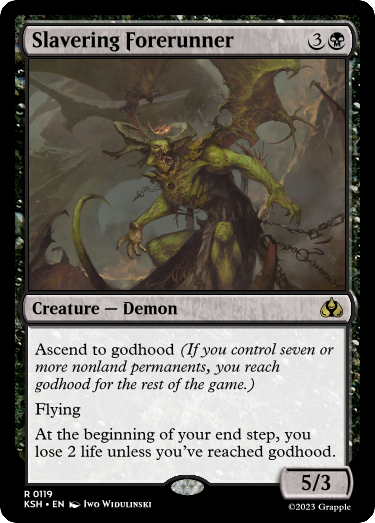 Slavering Forerunner 3
Creature — Demon
Ascend to godhood (If you control seven or
more nonland permanents, you reach
godhood for the rest of the game.)
Flying
At the beginning of your end step, you
lose 2 life unless you've reached godhood.
5/3
R 0119
KSH • EN Iwo Widulinski
©2023 Grapple